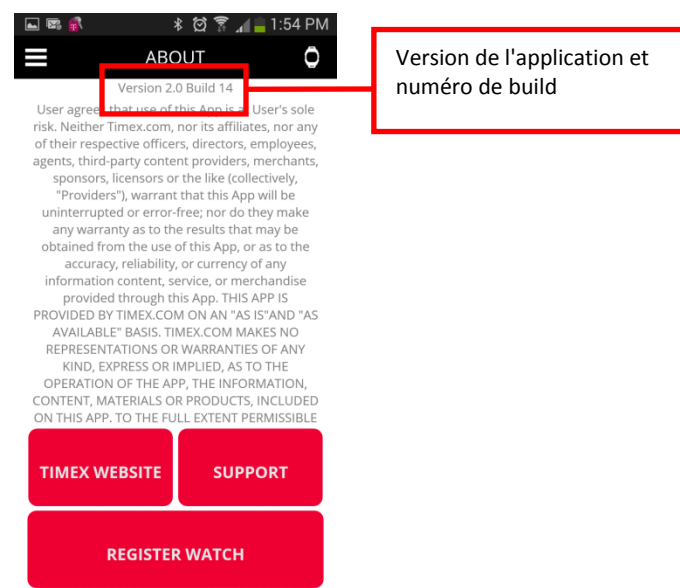 1:54 PM
ABOUT
Version 2.0 Build 14
User agrees that use of this App is at User's sole
risk. Neither Timex.com, nor its affiliates, nor any
of their respective officers, directors, employees,
agents, third-party content providers, merchants,
sponsors, licensors or the like (collectively,
"Providers"), warrant that this App will be
uninterrupted or error-free; nor do they make
any warranty as to the results that may be
obtained from the use of this App, or as to the
accuracy, reliability, or currency of any
information content, service, or merchandise
provided through this App. THIS APP IS
PROVIDED BY TIMEX.COM ON AN "AS IS"AND "AS
AVAILABLE" BASIS. TIMEX.COM MAKES NO
REPRESENTATIONS OR WARRANTIES OF ANY
KIND, EXPRESS OR IMPLIED, AS TO THE
OPERATION OF THE APP, THE INFORMATION,
CONTENT, MATERIALS OR PRODUCTS, INCLUDED
ON THIS APP. TO THE FULL EXTENT PERMISSIBLE
TIMEX WEBSITE
SUPPORT
REGISTER WATCH
Version de l'application et
numéro de build